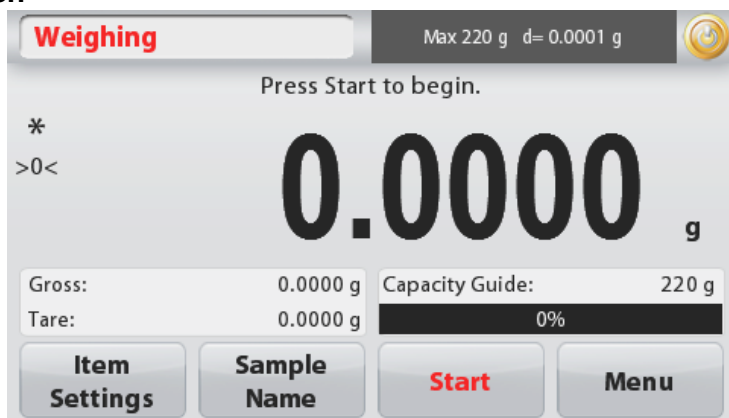 Weighing
Max 220 g d= 0.0001 g
Press Start to begin.
*
>0<
0.0000 g
Gross: 0.0000 g
Tare: 0.0000 g
Capacity Guide: 220 g
0%
Item
Settings
Sample
Name
Start
Menu